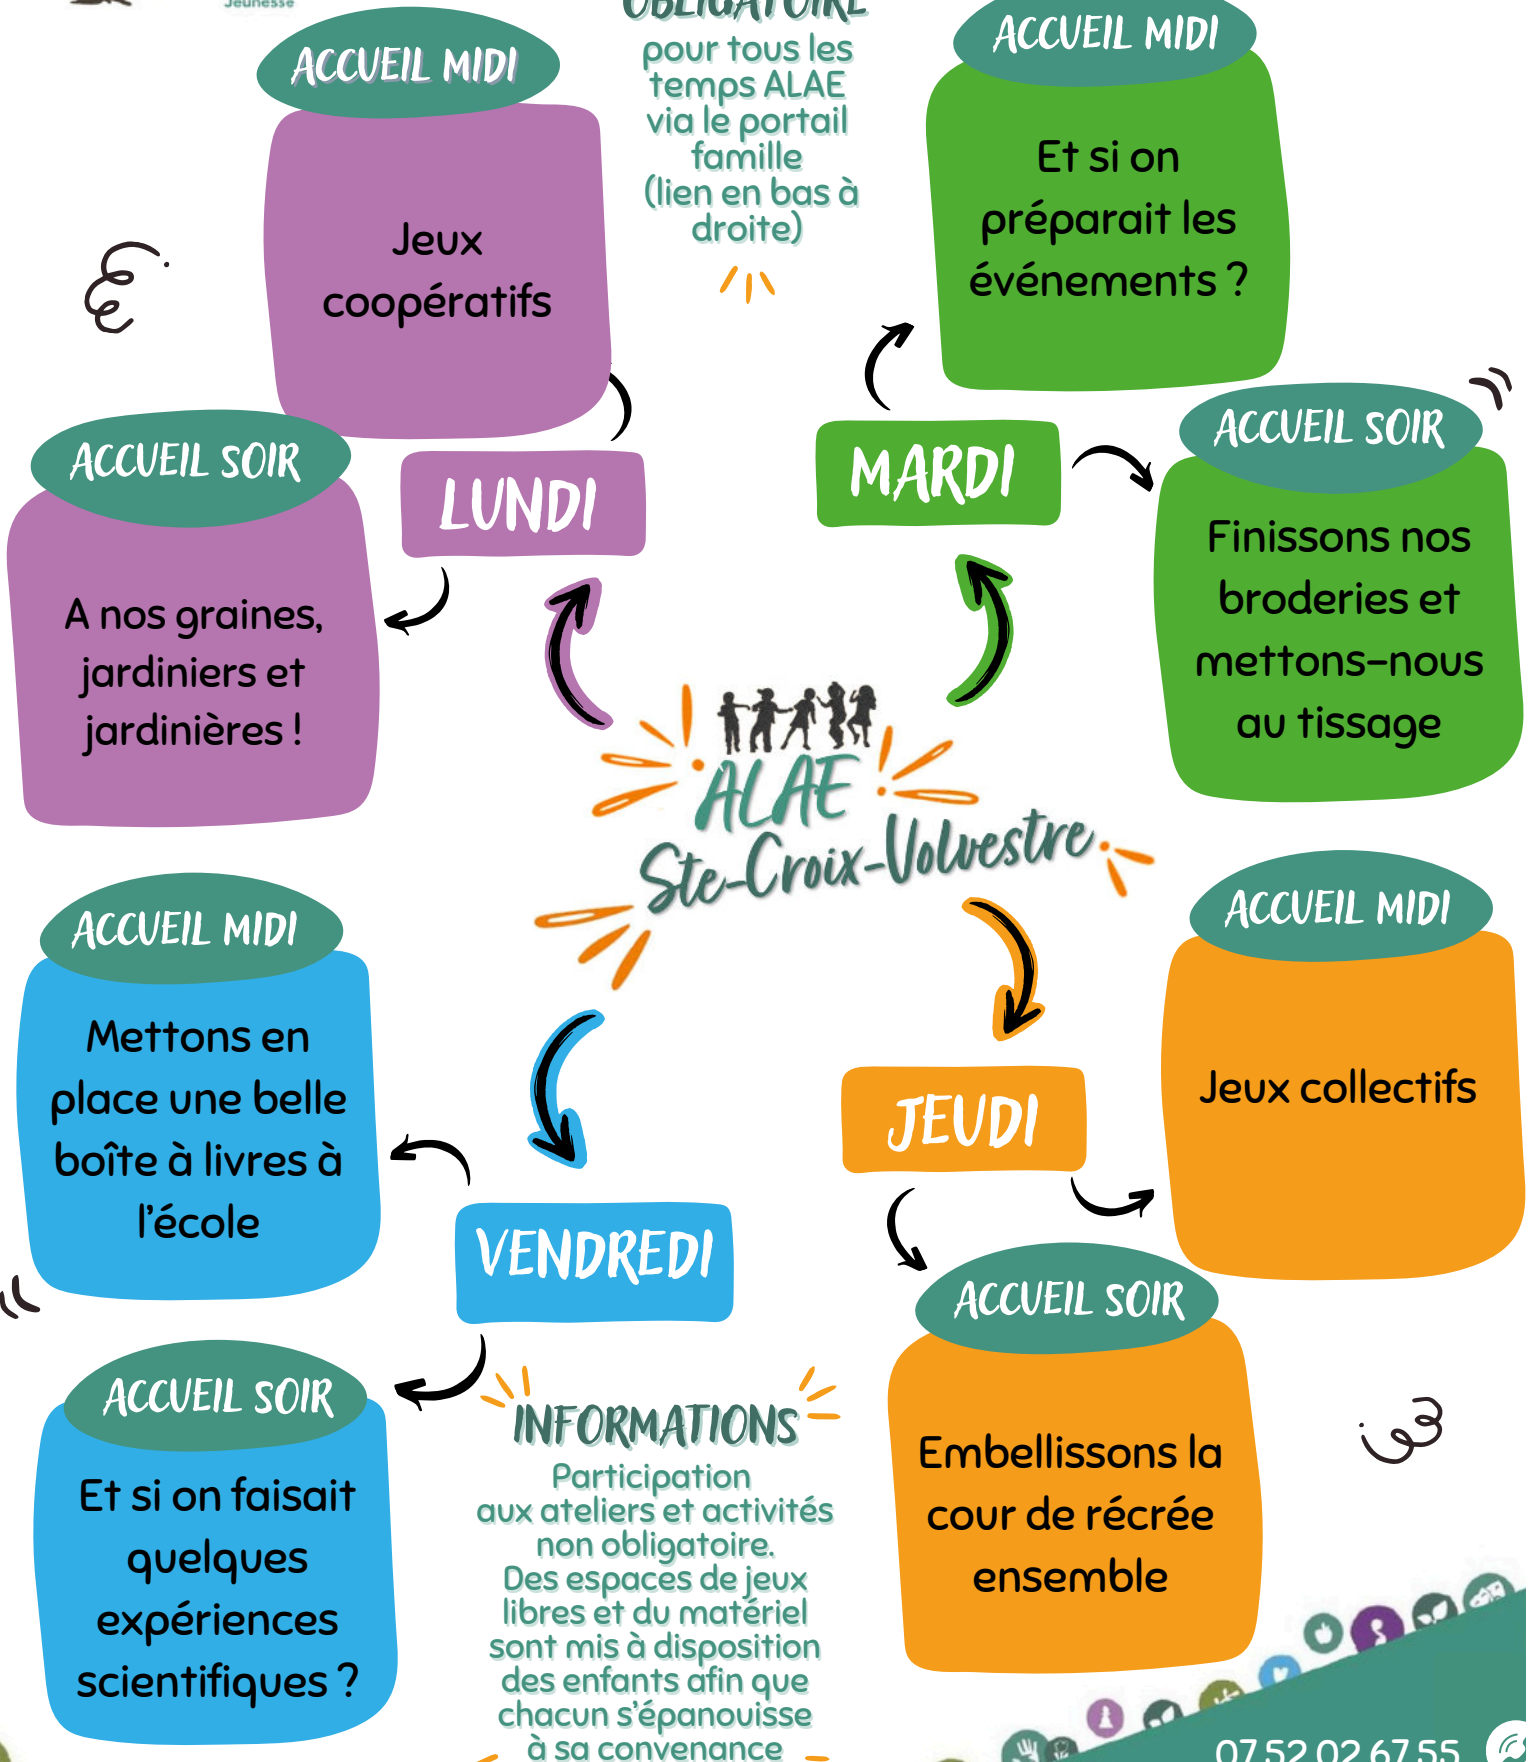 Jeunesse
OBLIGATOIRE
pour tous les
temps ALAE
via le portail
famille
(lien en bas à
droite)
ACCUEIL MIDI
Jeux
coopératifs
ACCUEIL SOIR
A nos graines,
jardiniers et
jardinières !
LUNDI
ACCUEIL MIDI
Et si on
préparait les
événements ?
MARDI
ACCUEIL SOIR
Finissons nos
broderies et
mettons-nous
au tissage
ALAE
Ste-Croix-Volvestre
ACCUEIL MIDI
Mettons en
place une belle
boîte à livres à
l'école
VENDREDI
ACCUEIL SOIR
Et si on faisait
quelques
expériences
scientifiques ?
JEUDI
ACCUEIL MIDI
Jeux collectifs
ACCUEIL SOIR
Embellissons la
cour de récrée
ensemble
INFORMATIONS
Participation
aux ateliers et activités
non obligatoire.
Des espaces de jeux
libres et du matériel
sont mis à disposition
des enfants afin que
chacun s'épanouisse
à sa convenance
07 52 02 67 55